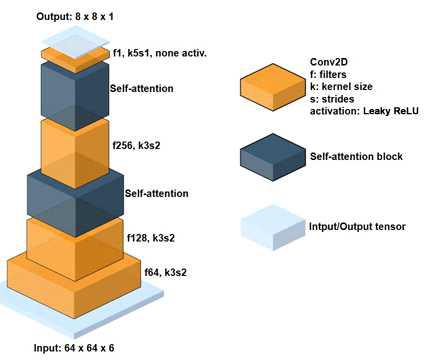 Output: 8 x 8 x 1
f1, k5s1, none activ.
Self-attention
f256, k3s2
Self-attention
f128, k3s2
f64, k3s2
Input: 64 x 64 x 6
Conv2D
f: filters
k: kernel size
s: strides
activation: Leaky ReLU
Self-attention block
Intput/Output tensor